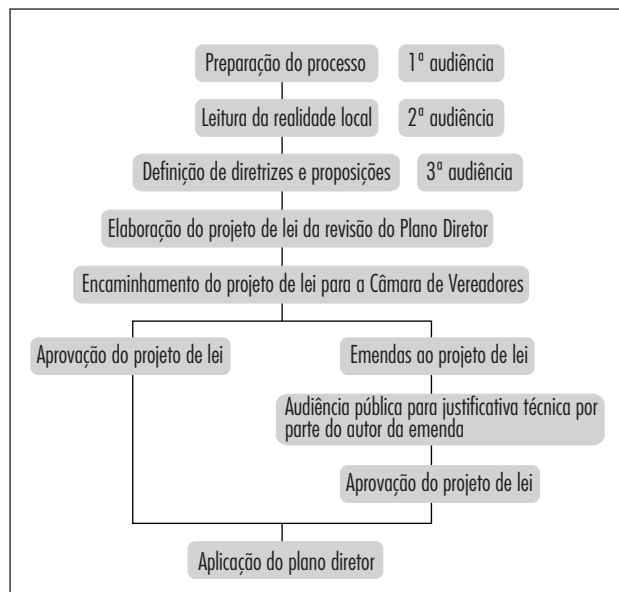 Preparação do processo 1ª audiência
Leitura da realidade local 2ª audiência
Definição de diretrizes e proposições 3ª audiência
Elaboração do projeto de lei da revisão do Plano Diretor
Encaminhamento do projeto de lei para a Câmara de Vereadores
Aprovação do projeto de lei Emendas ao projeto de lei
Audiência pública para justificativa técnica por
parte do autor da emenda
Aprovação do projeto de lei
Aplicação do plano diretor